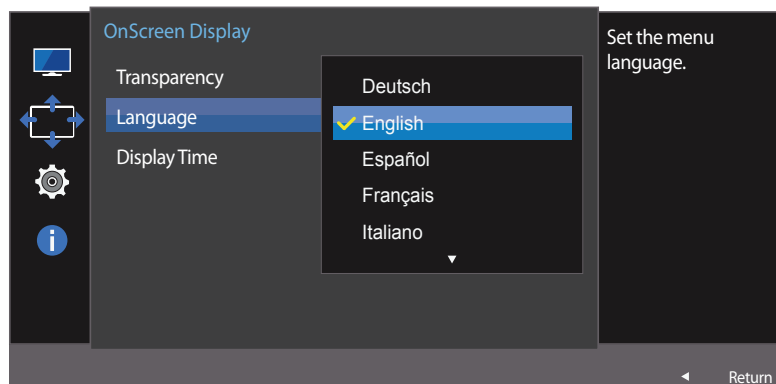 OnScreen Display
Transparency
Language
Display Time
Deutsch
English
Español
Français
Italiano
Set the menu
language.
Return